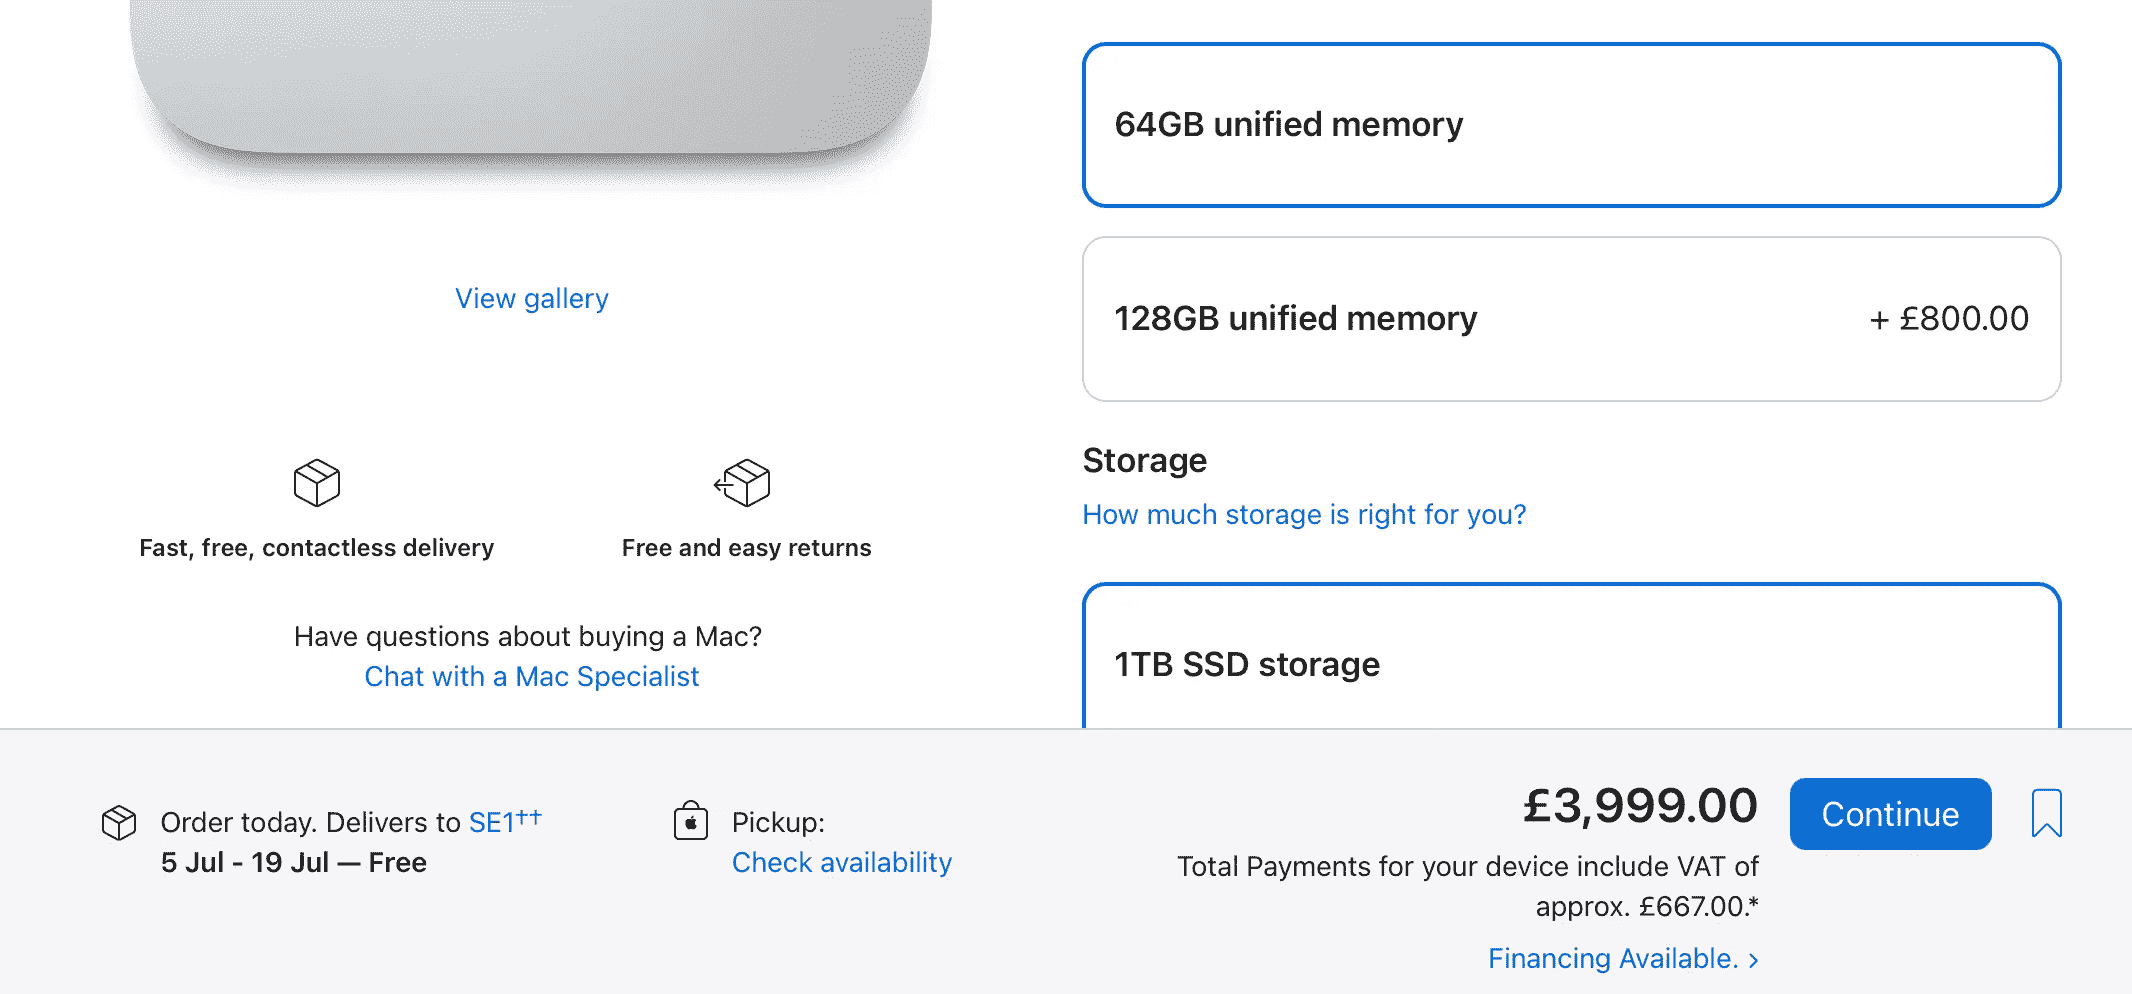 64GB unified memory
128GB unified memory
+ £800.00
View gallery
Storage
How much storage is right for you?
Fast, free, contactless delivery
Free and easy returns
Have questions about buying a Mac?
Chat with a Mac Specialist
1TB SSD storage
Order today. Delivers to SE1††
5 Jul - 19 Jul — Free
Pickup:
Check availability
£3,999.00
Total Payments for your device include VAT of
approx. £667.00.*
Financing Available. >
Continue